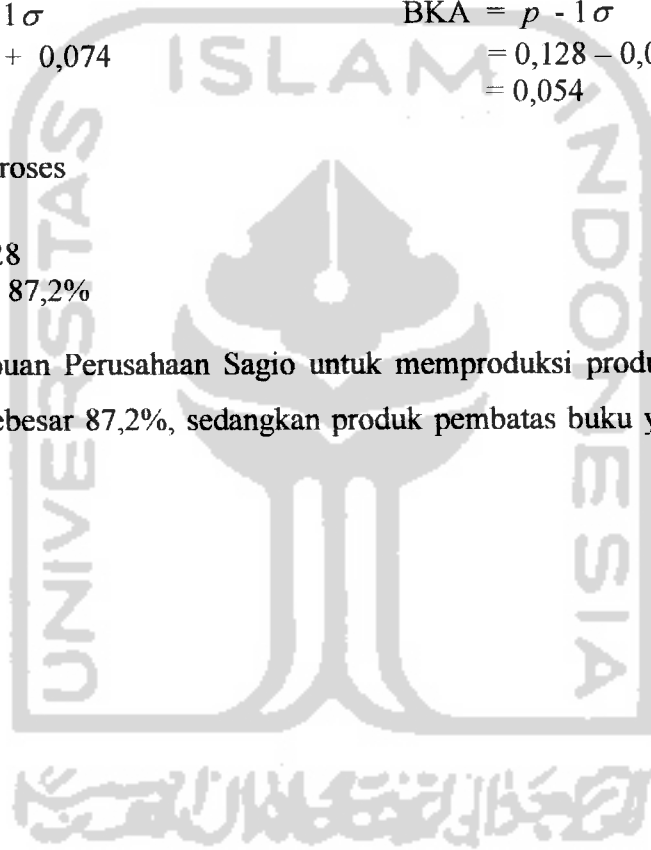 1σ
BKA = p - 1σ
+ 0,074
= 0,128 – 0,0
= 0,054
roses
28
87,2%
puan Perusahaan Sagio untuk memproduksi produ
ebesar 87,2%, sedangkan produk pembatas buku y
ISLAM
UNIVERSITAS
INDONESIA